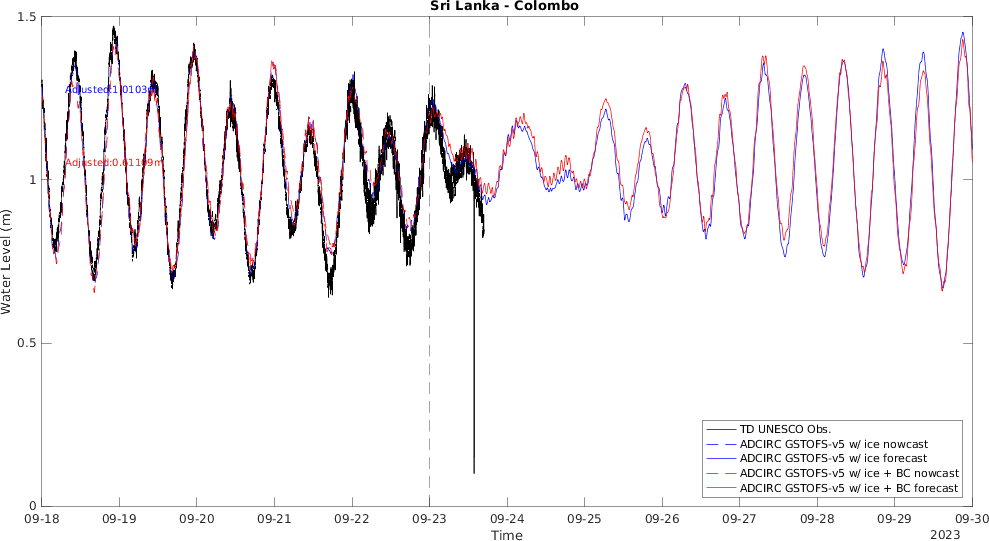 Sri Lanka - Colombo
1.5
Adjusted:1.0103m
Adjusted:0.61109m
1
Water Level (m)
0.5
TD UNESCO Obs.
ADCIRC GSTOFS-v5 w/ ice nowcast
ADCIRC GSTOFS-v5 w/ ice forecast
ADCIRC GSTOFS-v5 w/ ice + BC nowcast
ADCIRC GSTOFS-v5 w/ ice + BC forecast
0
09-18 09-19 09-20 09-21 09-22 09-23 09-24 09-25 09-26 09-27 09-28 09-29 09-30
Time
2023